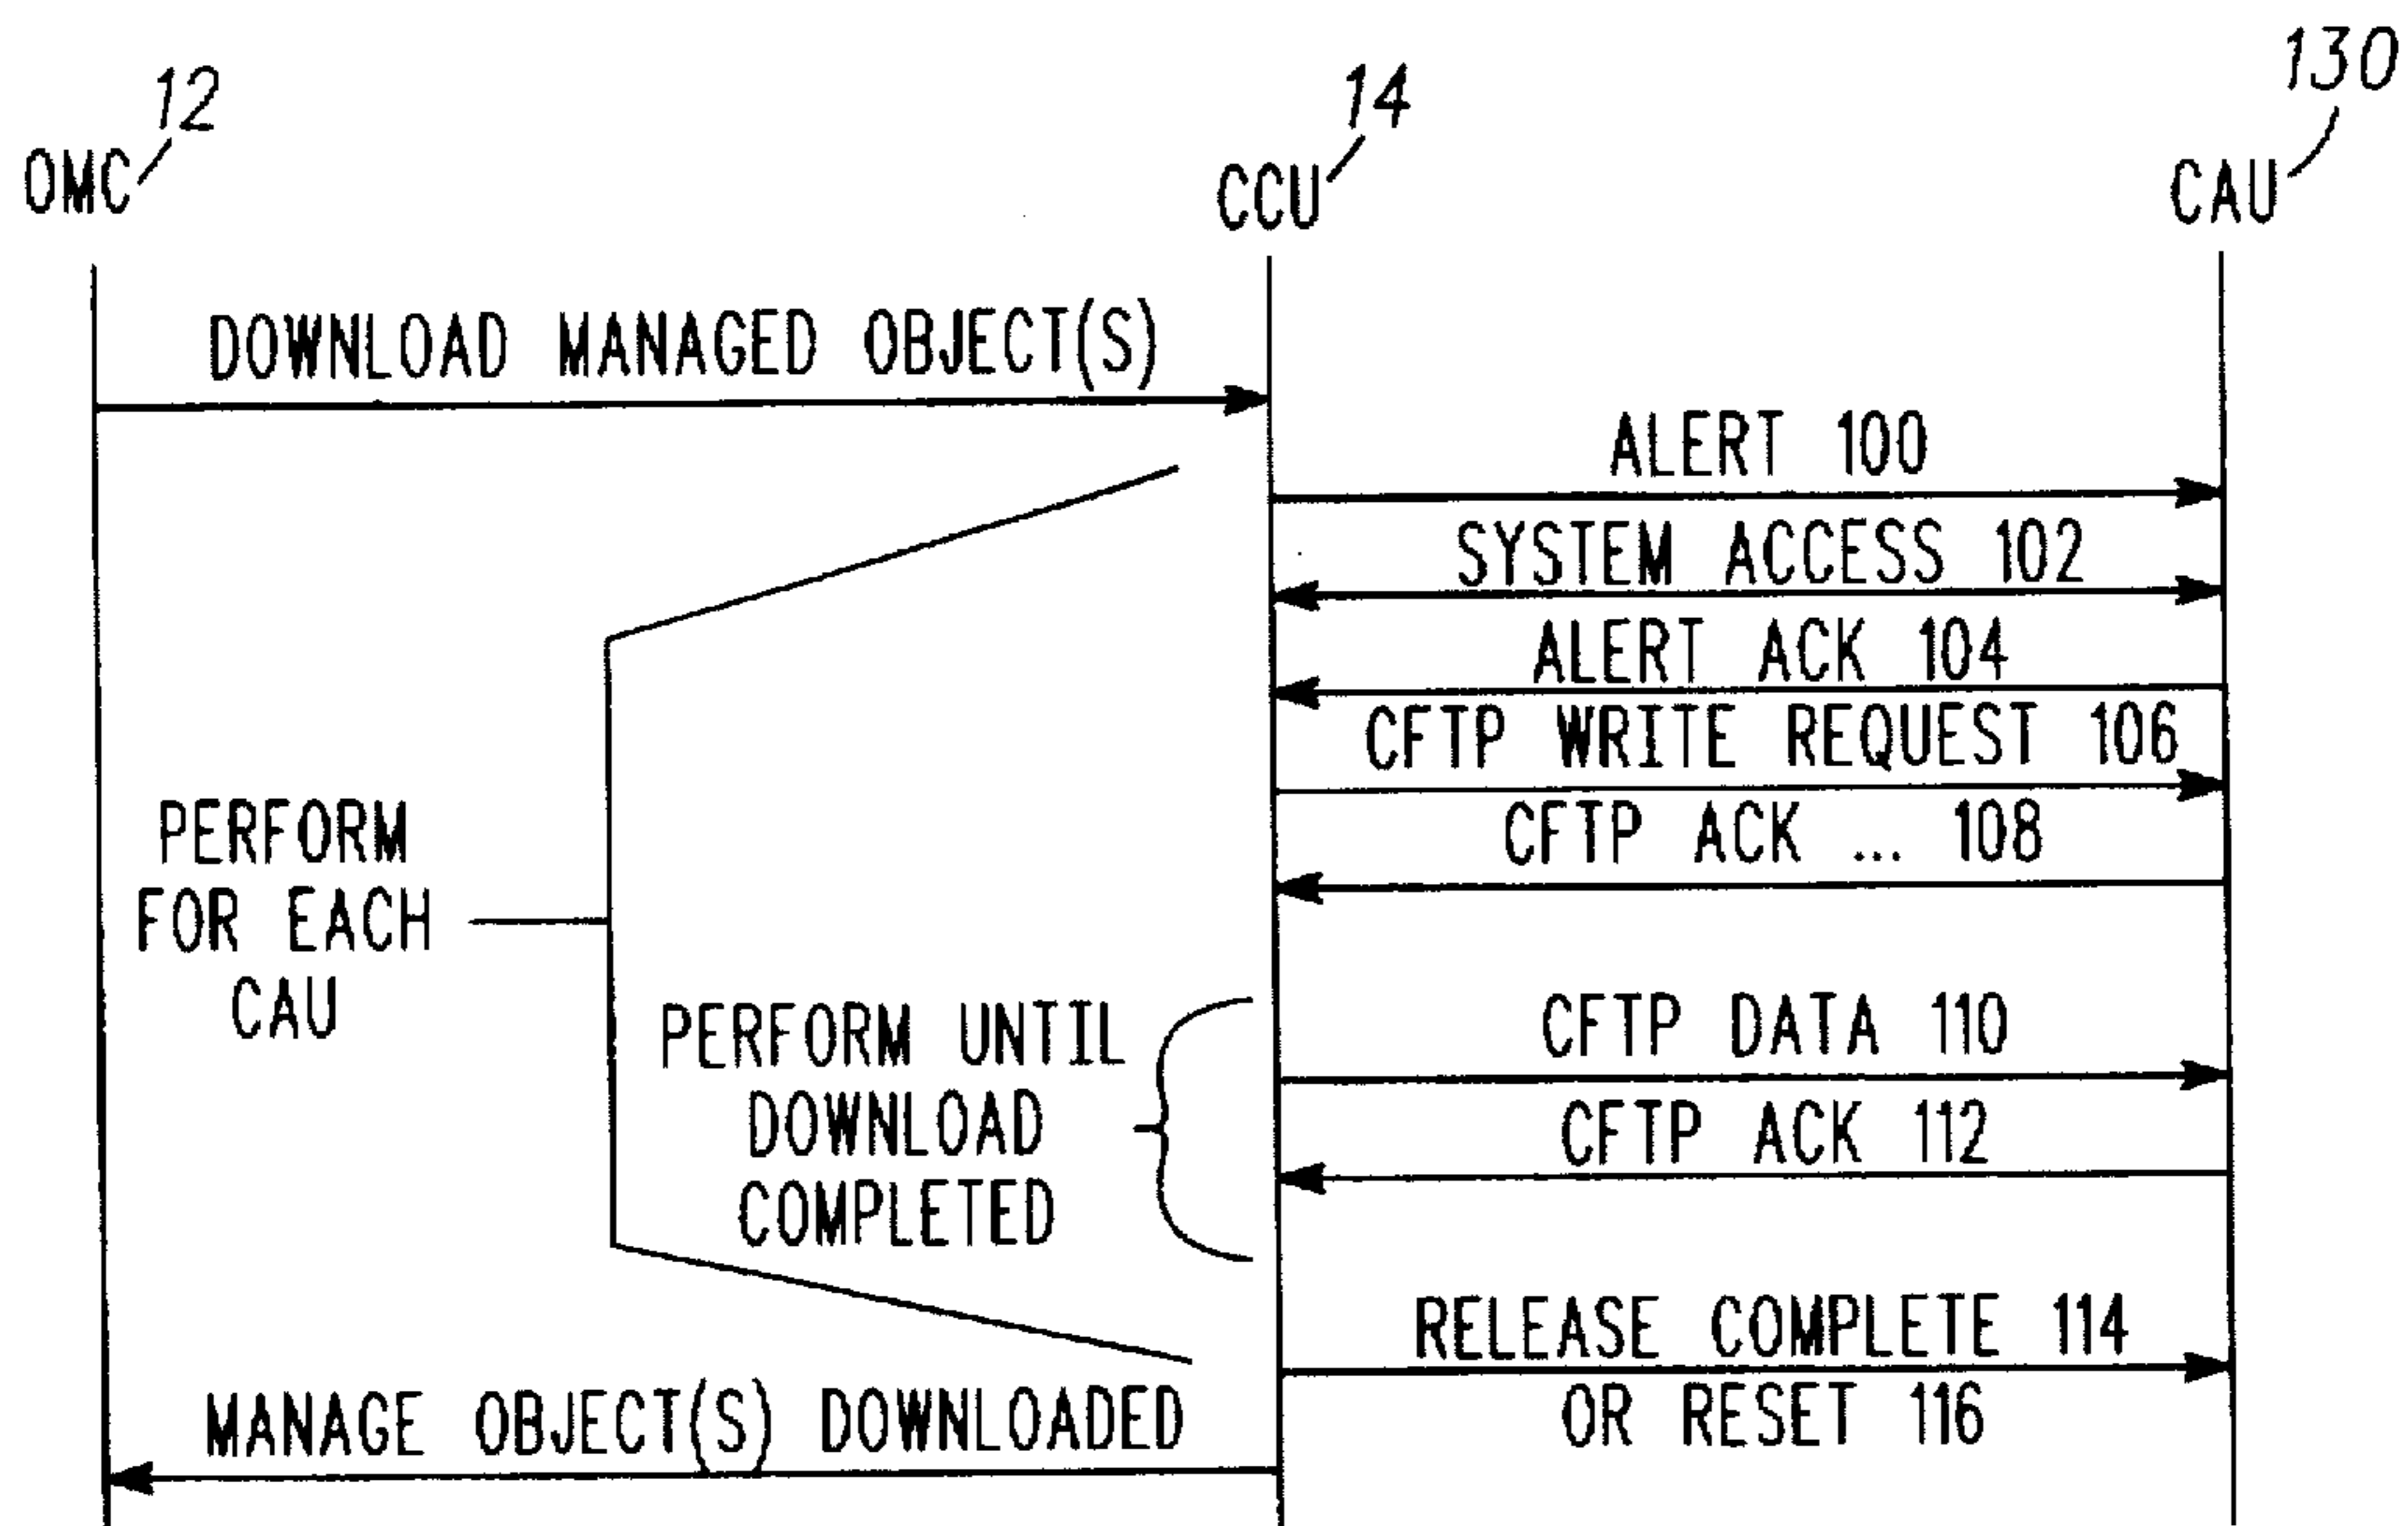 12
OMC
14
CCU
130
CAU
DOWNLOAD MANAGED OBJECT(S)
ALERT 100
SYSTEM ACCESS 102
ALERT ACK 104
CFTP WRITE REQUEST 106
CFTP ACK ... 108
PERFORM
FOR EACH
CAU
PERFORM UNTIL
DOWNLOAD
COMPLETED
CFTP DATA 110
CFTP ACK 112
RELEASE COMPLETE 114
OR RESET 116
MANAGE OBJECT(S) DOWNLOADED